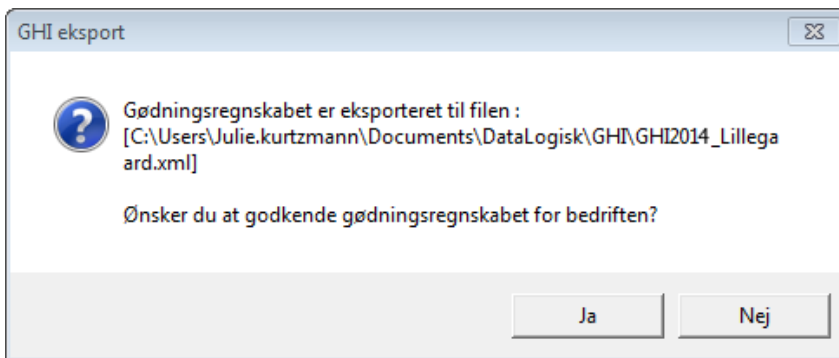 GHI eksport
Gødningsregnskabet er eksporteret til filen :
[C:\Users\Julie.kurtzmann\Documents\DataLogisk\GHI\GHI2014_Lillega
ard.xml]
Ønsker du at godkende gødningsregnskabet for bedriften?
Ja
Nej